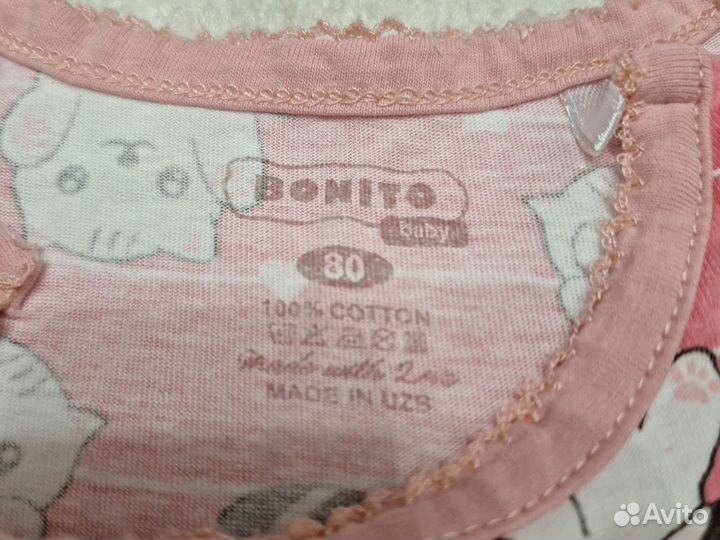 BONITO
baby
80
100% COTTON
made with Love
MADE IN UZB
Avito